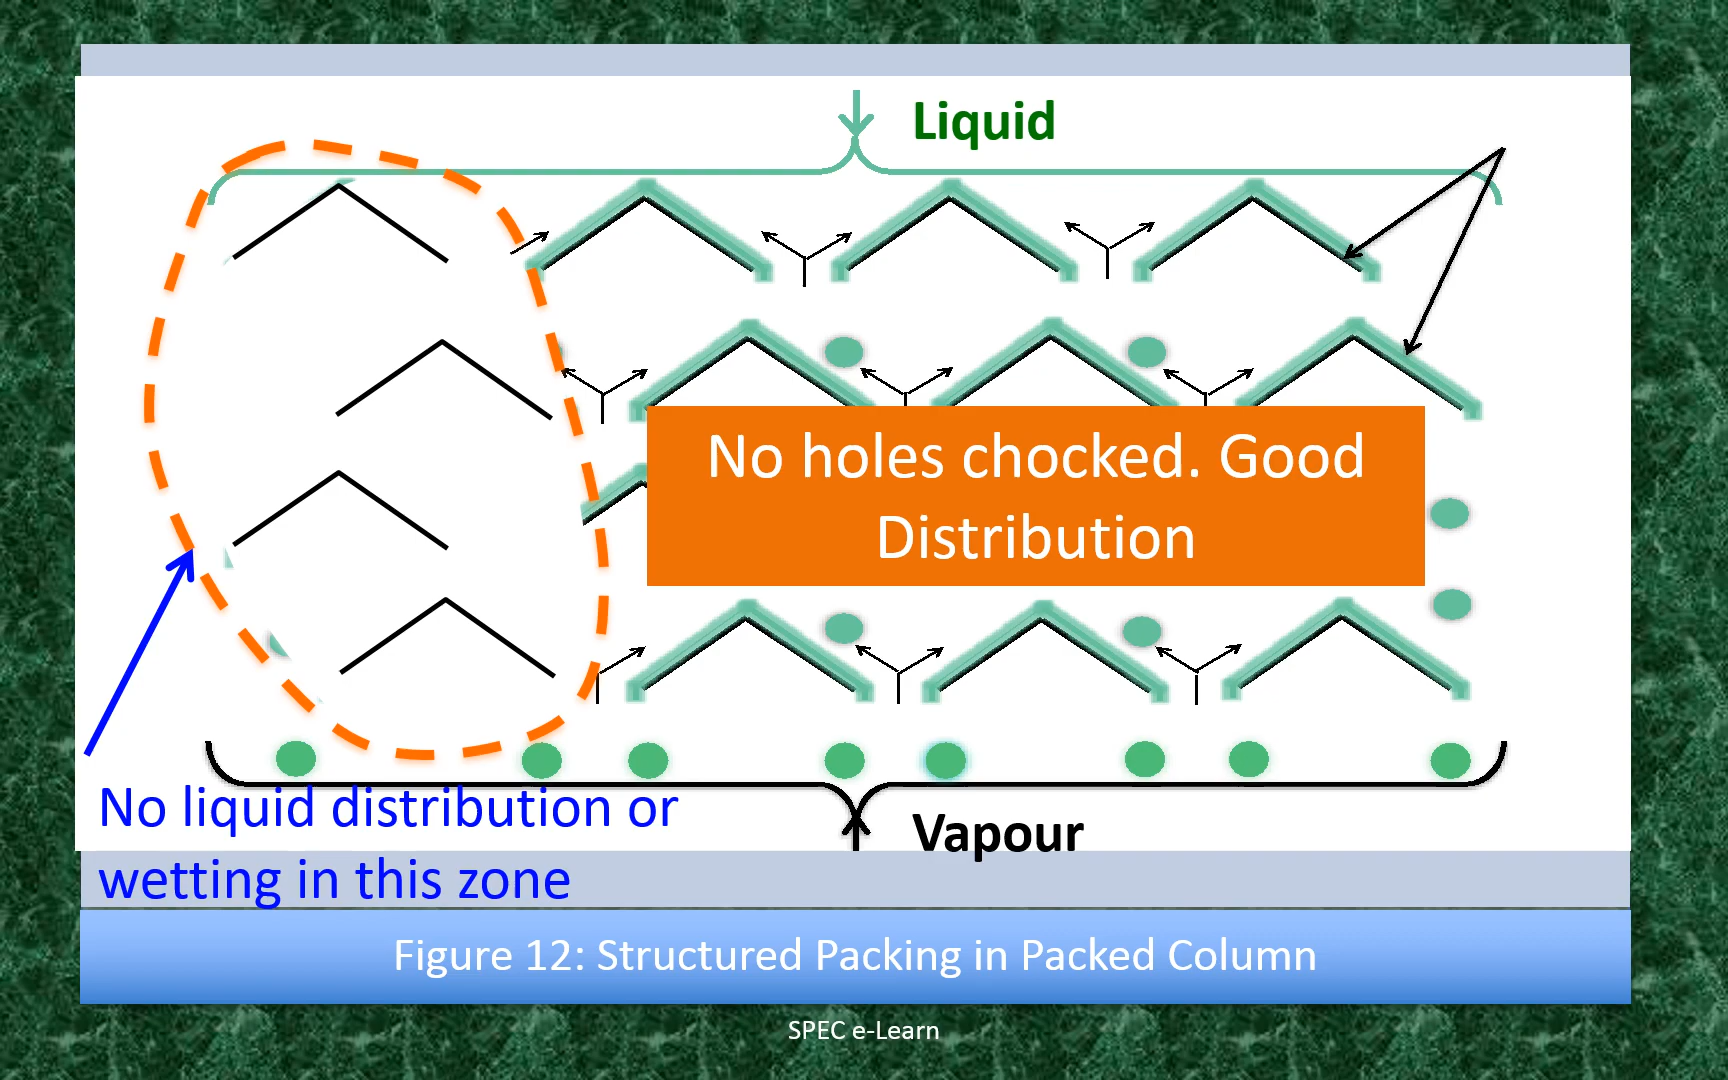 Liquid
No holes chocked. Good
Distribution
No liquid distribution or
wetting in this zone
Vapour
Figure 12: Structured Packing in Packed Column
SPEC e-Learn